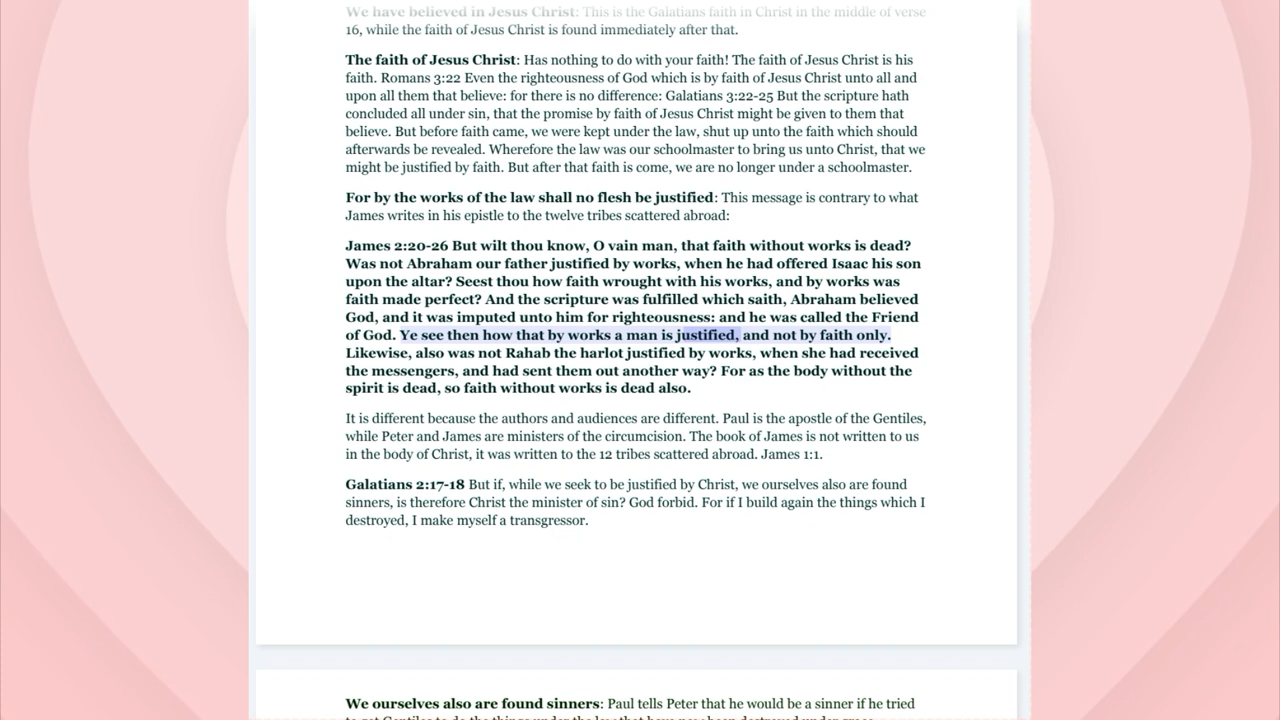 We have believed in Jesus Christ: This is the Galatians faith in Christ in the middle of verse
16, while the faith of Jesus Christ is found immediately after that.
The faith of Jesus Christ: Has nothing to do with your faith! The faith of Jesus Christ is his
faith. Romans 3:22 Even the righteousness of God which is by faith of Jesus Christ unto all and
upon all them that believe: for there is no difference: Galatians 3:22-25 But the scripture hath
concluded all under sin, that the promise by faith of Jesus Christ might be given to them that
believe. But before faith came, we were kept under the law, shut up unto the faith which should
afterwards be revealed. Wherefore the law was our schoolmaster to bring us unto Christ, that we
might be justified by faith. But after that faith is come, we are no longer under a schoolmaster.
For by the works of the law shall no flesh be justified: This message is contrary to what
James writes in his epistle to the twelve tribes scattered abroad:
James 2:20-26 But wilt thou know, O vain man, that faith without works is dead?
Was not Abraham our father justified by works, when he had offered Isaac his son
upon the altar? Seest thou how faith wrought with his works, and by works was
faith made perfect? And the scripture was fulfilled which saith, Abraham believed
God, and it was imputed unto him for righteousness: and he was called the Friend
of God. Ye see then how that by works a man is justified, and not by faith only.
Likewise, also was not Rahab the harlot justified by works, when she had received
the messengers, and had sent them out another way? For as the body without the
spirit is dead, so faith without works is dead also.
It is different because the authors and audiences are different. Paul is the apostle of the Gentiles,
while Peter and James are ministers of the circumcision. The book of James is not written to us
in the body of Christ, it was written to the 12 tribes scattered abroad. James 1:1.
Galatians 2:17-18 But if, while we seek to be justified by Christ, we ourselves also are found
sinners, is therefore Christ the minister of sin? God forbid. For if I build again the things which I
destroyed, I make myself a transgressor.
We ourselves also are found sinners: Paul tells Peter that he would be a sinner if he tried